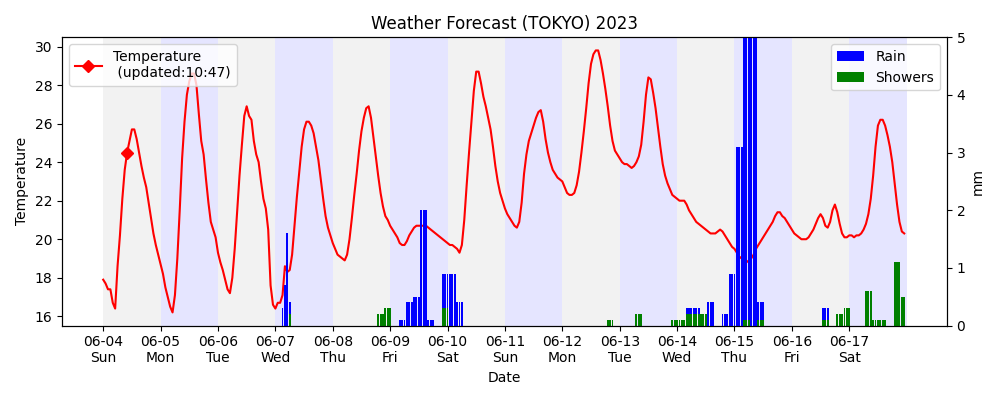 Weather Forecast (TOKYO) 2023
Temperature
(updated:10:47)
Rain
Showers
30
28
26
24
22
20
18
16
Temperature
5
4
3
2
1
0
mm
06-04 06-05 06-06 06-07 06-08 06-09 06-10 06-11 06-12 06-13 06-14 06-15 06-16 06-17
Sun Mon Tue Wed Thu Fri Sat Sun Mon Tue Wed Thu Fri Sat
Date